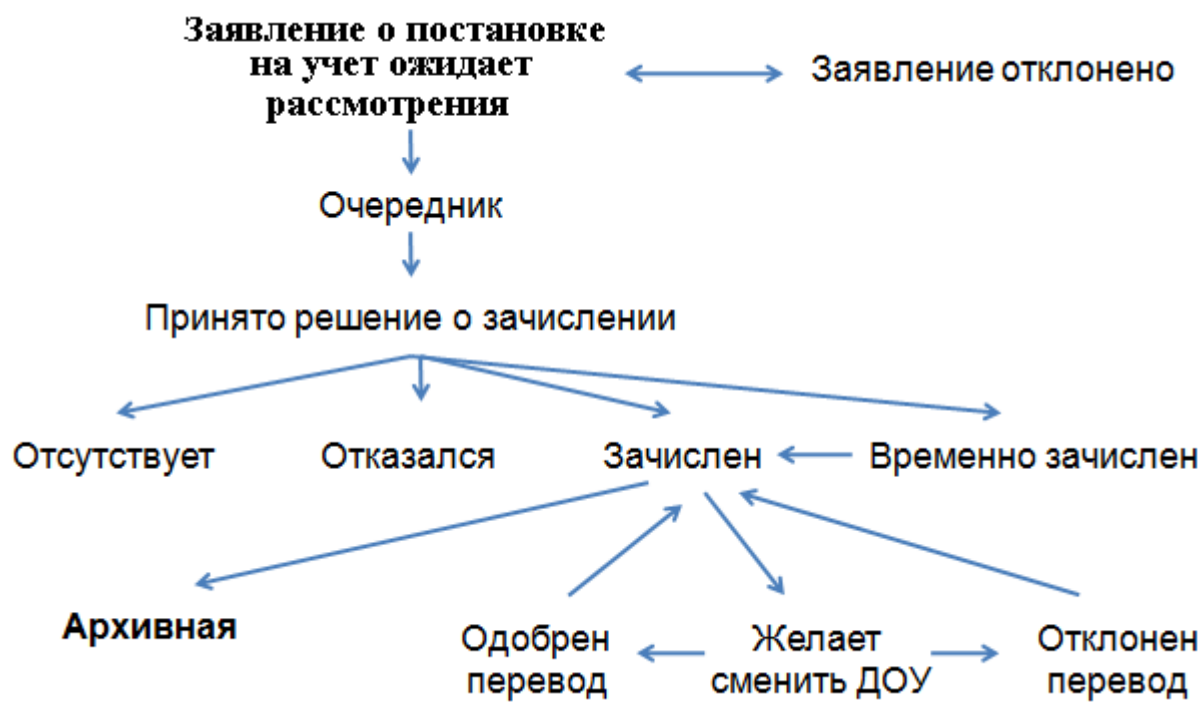 Заявление о постановке
на учет ожидает
рассмотрения
Заявление отклонено
Очередник
Принято решение о зачислении
Отсутствует
Отказался
Зачислен
Временно зачислен
Архивная
Одобрен
перевод
Желает
сменить ДОУ
Отклонен
перевод